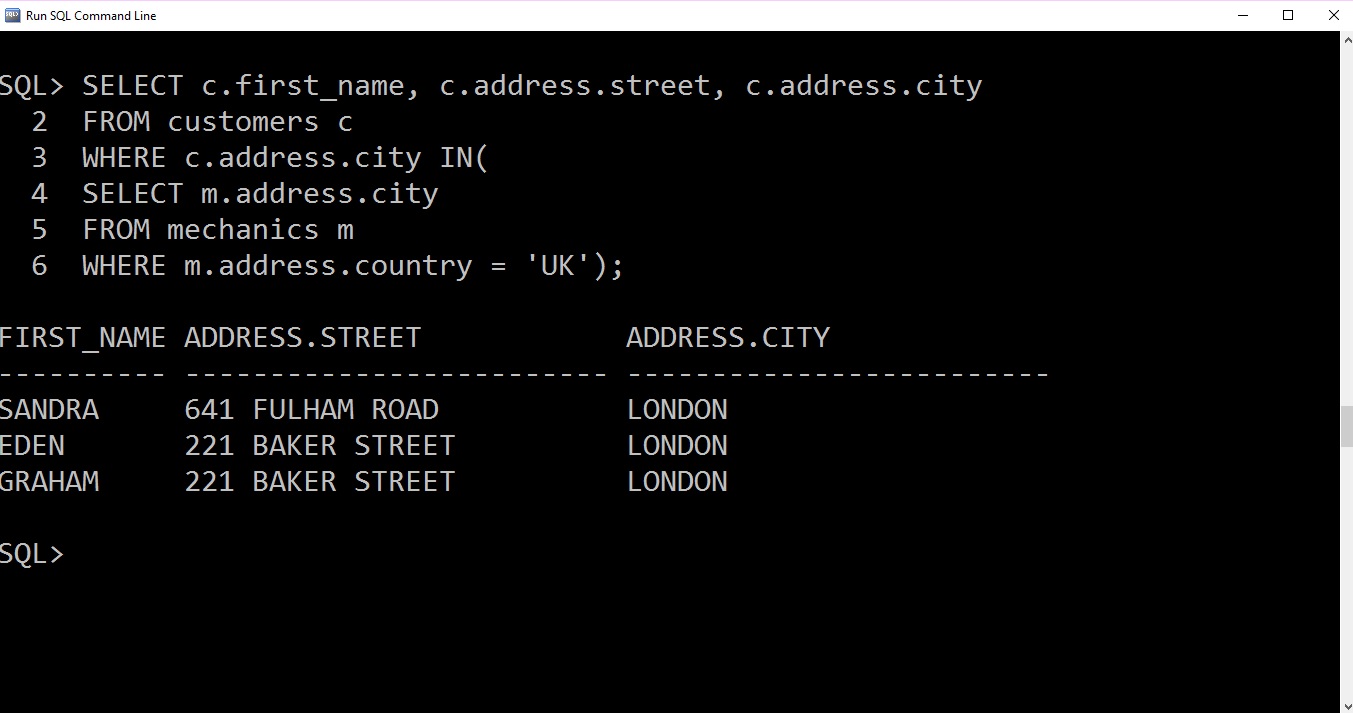 Run SQL Command Line
SQL> SELECT c.first_name, c.address.street, c.address.city
2 FROM customers c
3 WHERE c.address.city IN(
4 SELECT m.address.city
5 FROM mechanics m
6 WHERE m.address.country = 'UK');
FIRST_NAME ADDRESS.STREET ADDRESS.CITY
---------- ------------------------- -------------------------
SANDRA 641 FULHAM ROAD LONDON
EDEN 221 BAKER STREET LONDON
GRAHAM 221 BAKER STREET LONDON
SQL>